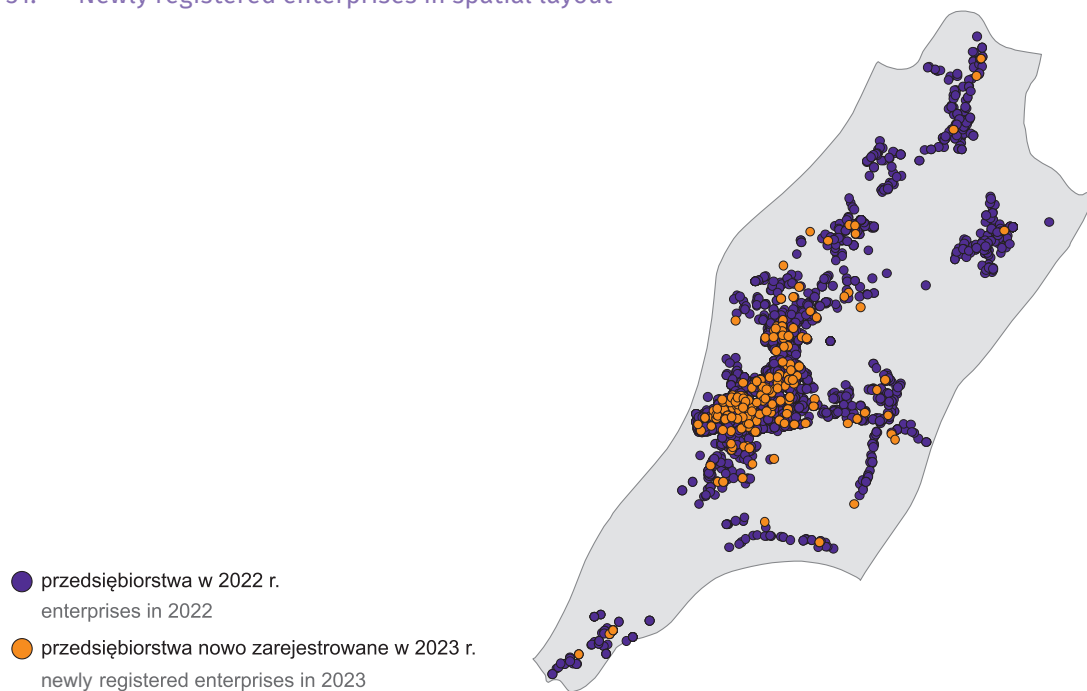 51. Newly registered enterprises in spatial layout
przedsiębiorstwa w 2022 r.
enterprises in 2022
przedsiębiorstwa nowo zarejestrowane w 2023 r.
newly registered enterprises in 2023